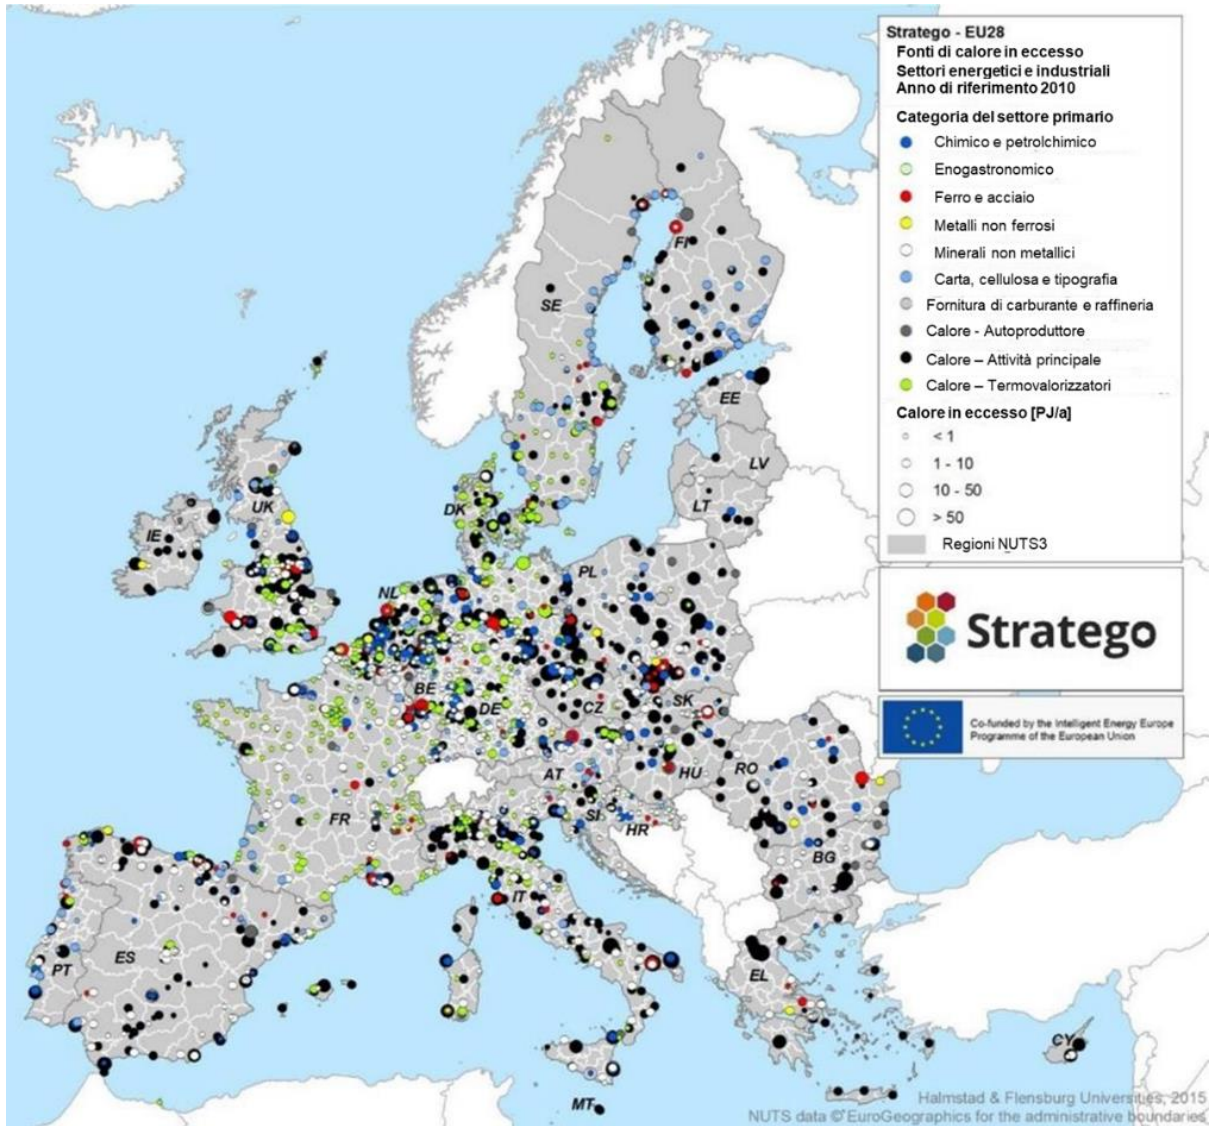 Stratego - EU28
Fonti di calore in eccesso
Settori energetici e industriali
Anno di riferimento 2010
Categoria del settore primario
Chimico e petrolchimico
Enogastronomico
Ferro e acciaio
Metalli non ferrosi
Minerali non metallici
Carta, cellulosa e tipografia
Fornitura di carburante e raffineria
Calore - Autoproduttore
Calore – Attività principale
Calore – Termovalorizzatori
Calore in eccesso [PJ/a]
< 1
1 - 10
10 - 50
> 50
Regioni NUTS3
Stratego
Co-funded by the Intelligent Energy Europe
Programme of the European Union
FI
SE
EE
LV
LT
DK
UK
IE
NL
PL
BE
DE
CZ
SK
AT
HU
RO
SI
HR
FR
BG
IT
ES
PT
EL
CY
MT
Halmstad & Flensburg Universities, 2015
NUTS data © EuroGeographics for the administrative boundaries